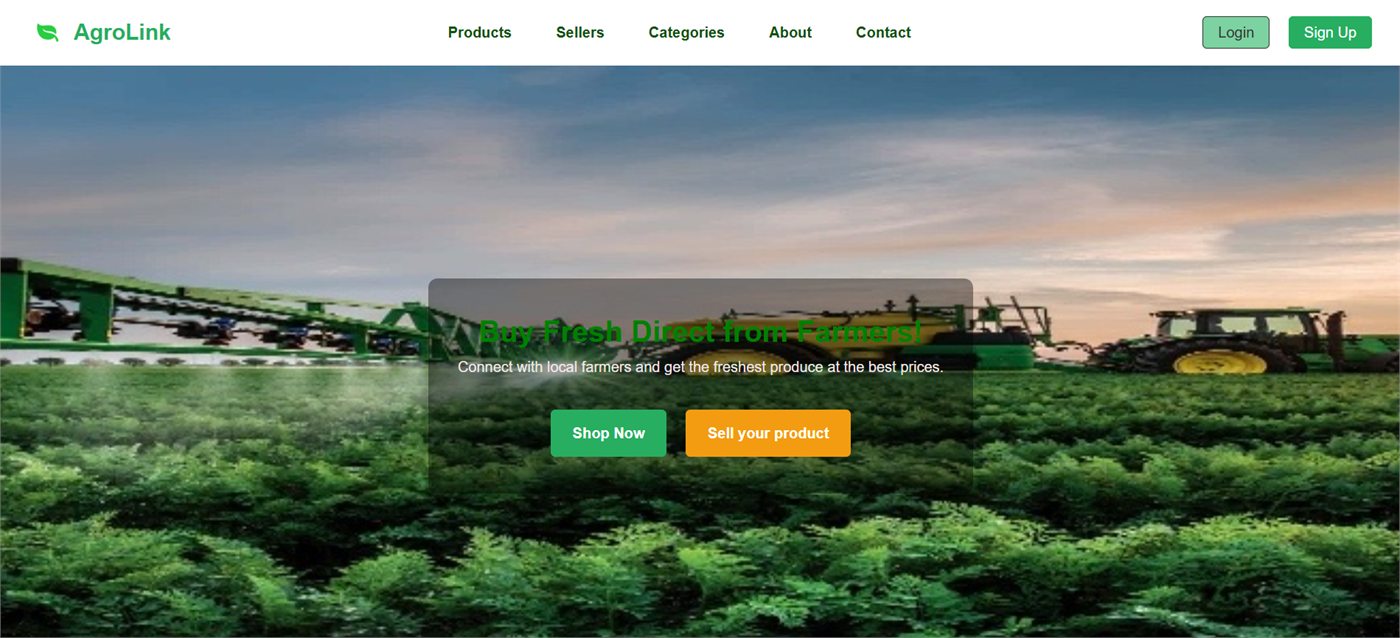 AgroLink
Products Sellers Categories About Contact
Login Sign Up
Buy Fresh Direct from Farmers!
Connect with local farmers and get the freshest produce at the best prices.
Shop Now Sell your product